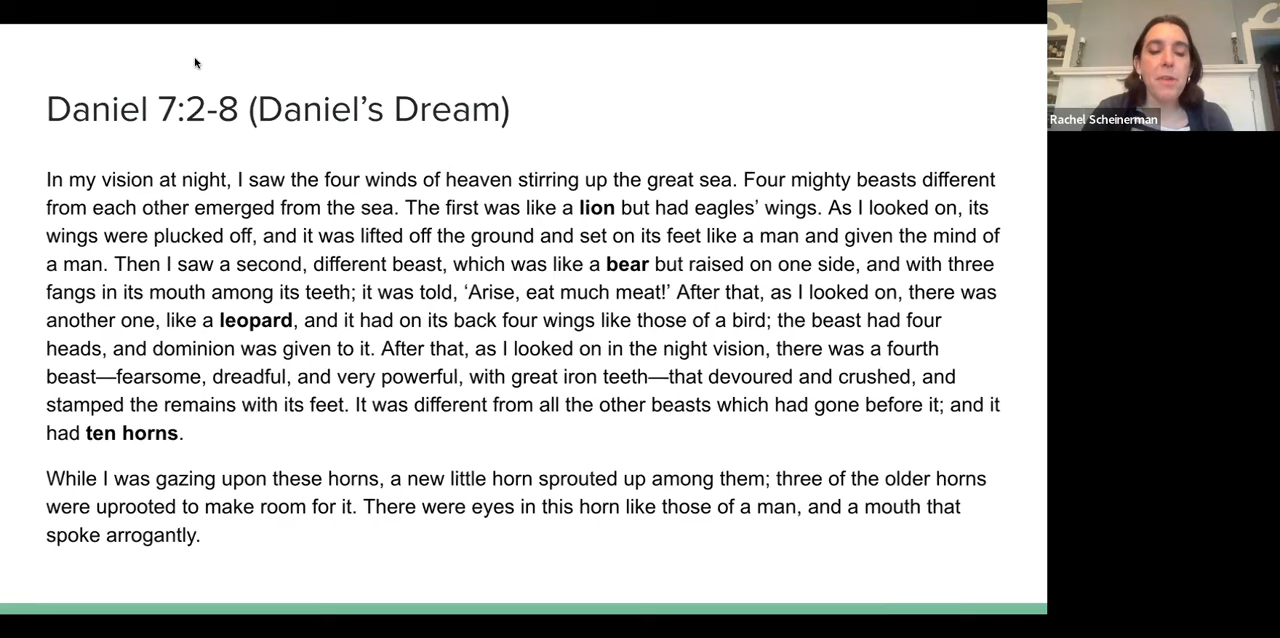 Daniel 7:2-8 (Daniel’s Dream)
In my vision at night, I saw the four winds of heaven stirring up the great sea. Four mighty beasts different
from each other emerged from the sea. The first was like a lion but had eagles’ wings. As I looked on, its
wings were plucked off, and it was lifted off the ground and set on its feet like a man and given the mind of
a man. Then I saw a second, different beast, which was like a bear but raised on one side, and with three
fangs in its mouth among its teeth; it was told, ‘Arise, eat much meat!’ After that, as I looked on, there was
another one, like a leopard, and it had on its back four wings like those of a bird; the beast had four
heads, and dominion was given to it. After that, as I looked on in the night vision, there was a fourth
beast—fearsome, dreadful, and very powerful, with great iron teeth—that devoured and crushed, and
stamped the remains with its feet. It was different from all the other beasts which had gone before it; and it
had ten horns.
While I was gazing upon these horns, a new little horn sprouted up among them; three of the older horns
were uprooted to make room for it. There were eyes in this horn like those of a man, and a mouth that
spoke arrogantly.
Rachel Scheinerman